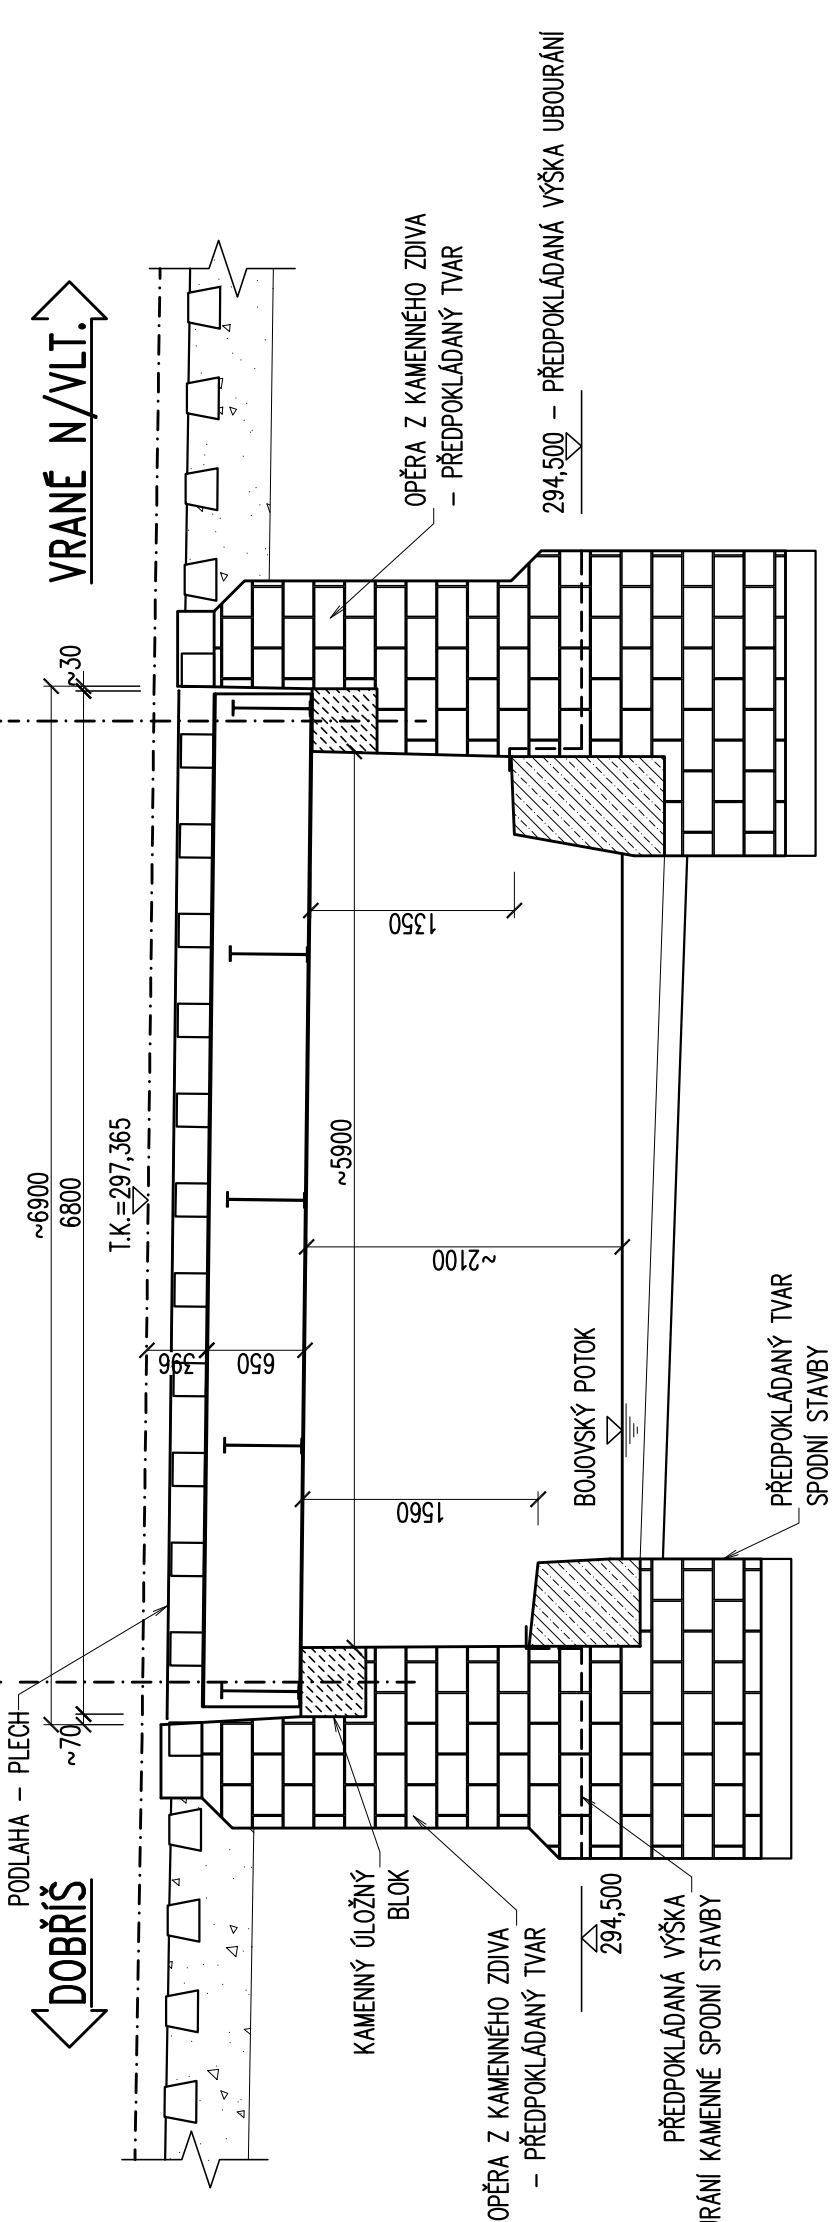 DOBŘÍŠ
VRANÉ N/VLT.
~6900
6800
~70
~30
PODLAHA – PLECH
T.K.=297,365
396
650
~5900
1560
~2100
1350
BOJOVSKÝ POTOK
KAMENNÝ ÚLOŽNÝ
BLOK
OPĚRA Z KAMENNÉHO ZDIVA
– PŘEDPOKLÁDANÝ TVAR
OPĚRA Z KAMENNÉHO ZDIVA
– PŘEDPOKLÁDANÝ TVAR
294,500 – PŘEDPOKLÁDANÁ VÝŠKA UBOURÁNÍ
294,500
PŘEDPOKLÁDANÁ VÝŠKA
URÁNÍ KAMENNÉ SPODNÍ STAVBY
PŘEDPOKLÁDANÝ TVAR
SPODNÍ STAVBY